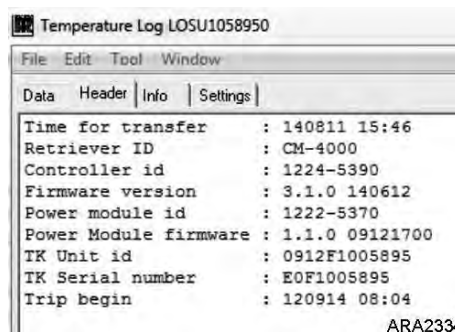 Temperature Log LOSU1058950
File Edit Tool Window
Data Header Info Settings
Time for transfer : 140811 15:46
Retriever ID : CM-4000
Controller id : 1224-5390
Firmware version : 3.1.0 140612
Power module id : 1222-5370
Power Module firmware : 1.1.0 09121700
TK Unit id : 0912F1005895
TK Serial number : E0F1005895
Trip begin : 120914 08:04
ARA233